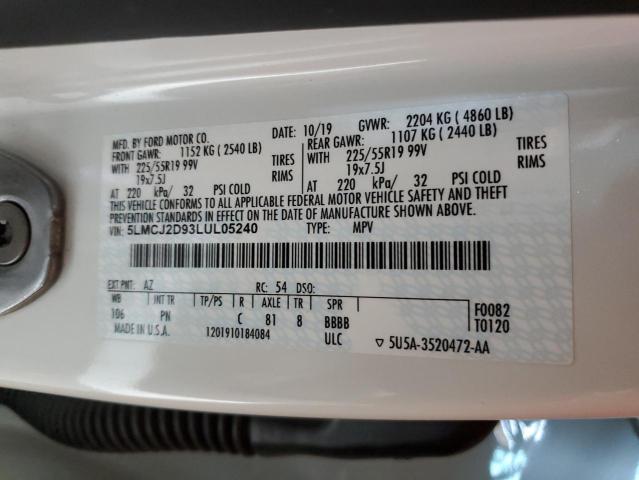 MFD. BY FORD MOTOR CO. DATE: 10/19 GVWR: 2204 KG ( 4860 LB)
FRONT GAWR: 1152 KG ( 2540 LB) REAR GAWR: 1107 KG ( 2440 LB)
WITH 225/55R19 99V TIRES WITH 225/55R19 99V TIRES
19x7.5J RIMS 19x7.5J RIMS
AT 220 kPa/ 32 PSI COLD AT 220 kPa/ 32 PSI COLD
THIS VEHICLE CONFORMS TO ALL APPLICABLE FEDERAL MOTOR VEHICLE SAFETY AND THEFT
PREVENTION STANDARDS IN EFFECT ON THE DATE OF MANUFACTURE SHOWN ABOVE.
VIN: 5LMCJ2D93LUL05240 TYPE: MPV
EXT PNT: AZ RC: 54 DSO:
WB INT TR TP/PS R AXLE TR SPR F0082
106 PN C 81 8 BBBB T0120
MADE IN U.S.A. 1201910184084 ULC ▽ 5U5A-3520472-AA